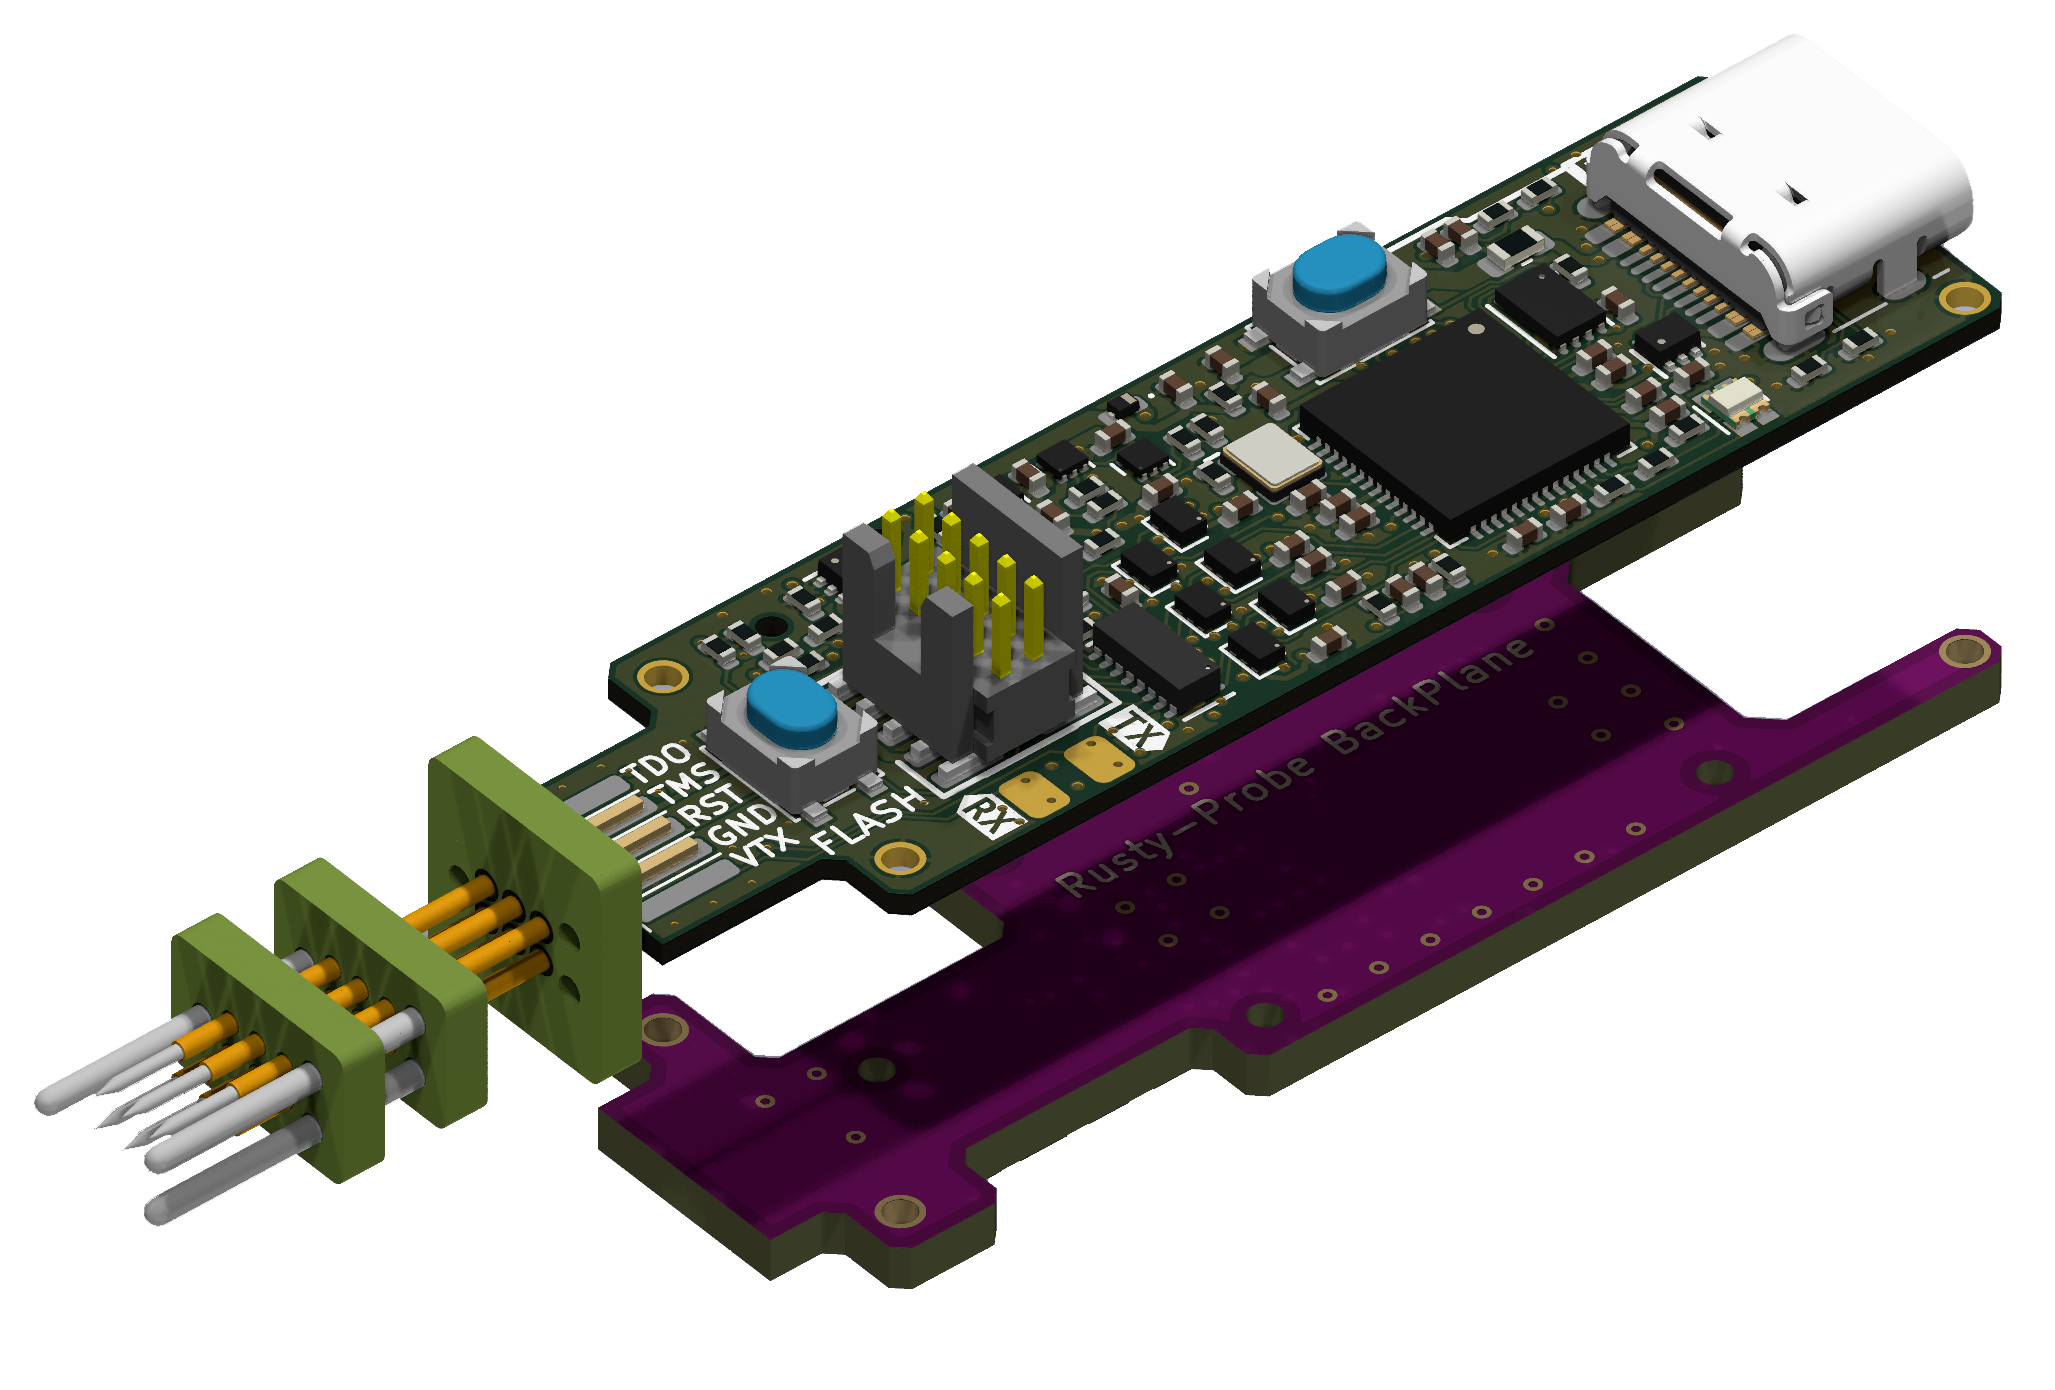 TDO
TMS
RST
GND
VTX
FLASH
RX
TX
Rusty-Probe BackPlane